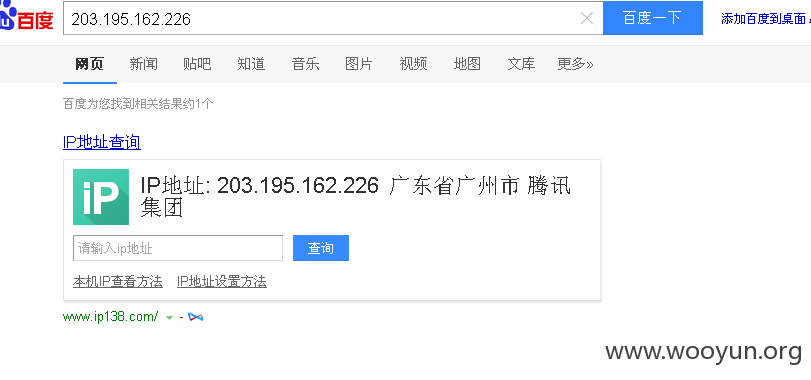 百度 203.195.162.226 百度一下 添加百度到桌面
网页 新闻 贴吧 知道 音乐 图片 视频 地图 文库 更多»
百度为您找到相关结果约1个
IP地址查询
iP
IP地址: 203.195.162.226 广东省广州市 腾讯
集团
请输入ip地址 查询
本机IP查看方法 IP地址设置方法
www.ip138.com/ -
www.wooyun.org